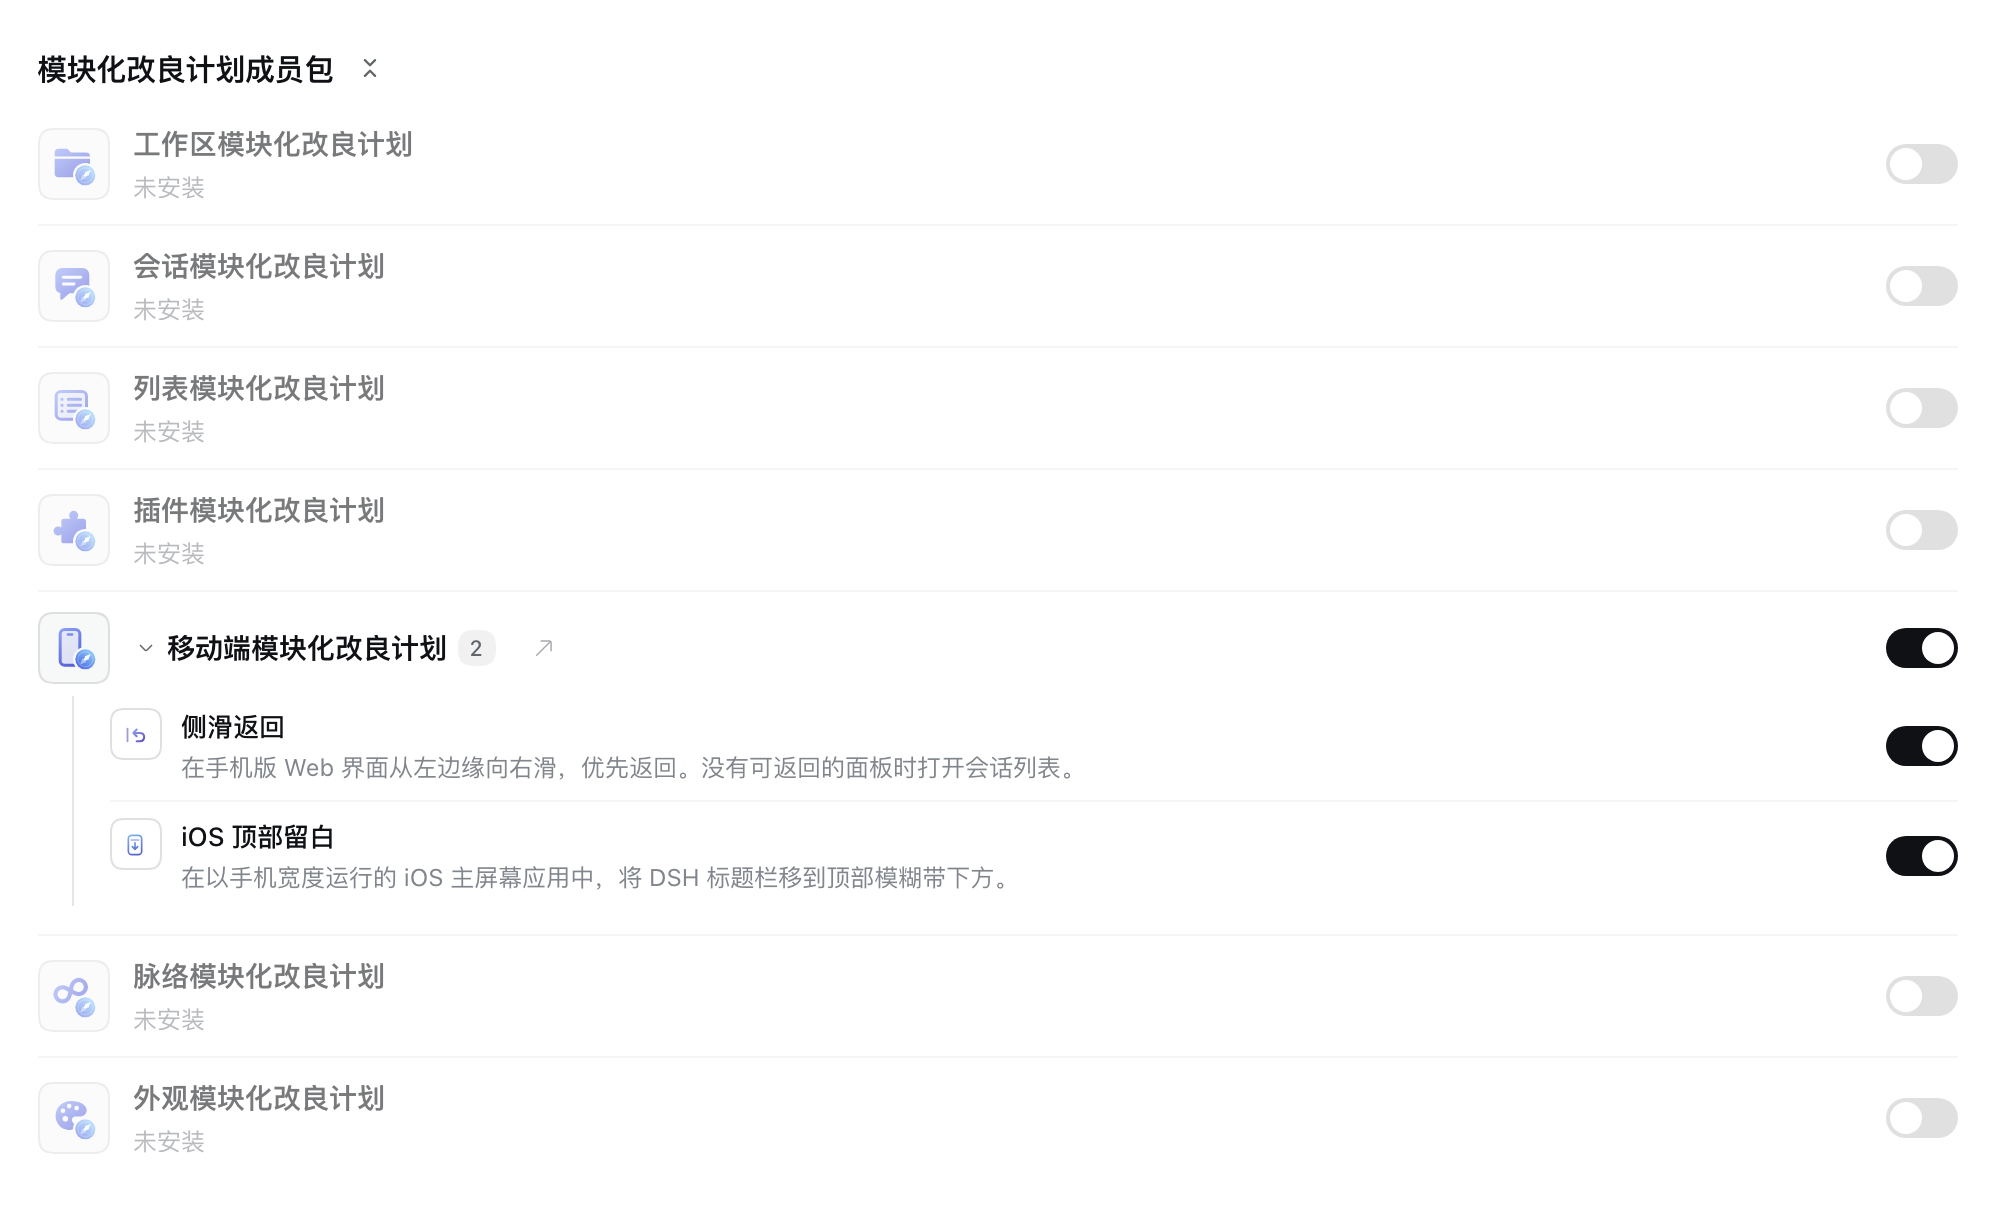 模块化改良计划成员包
工作区模块化改良计划
未安装
会话模块化改良计划
未安装
列表模块化改良计划
未安装
插件模块化改良计划
未安装
移动端模块化改良计划 2
侧滑返回
在手机版 Web 界面从左边缘向右滑，优先返回。没有可返回的面板时打开会话列表。
iOS 顶部留白
在以手机宽度运行的 iOS 主屏幕应用中，将 DSH 标题栏移到顶部模糊带下方。
脉络模块化改良计划
未安装
外观模块化改良计划
未安装